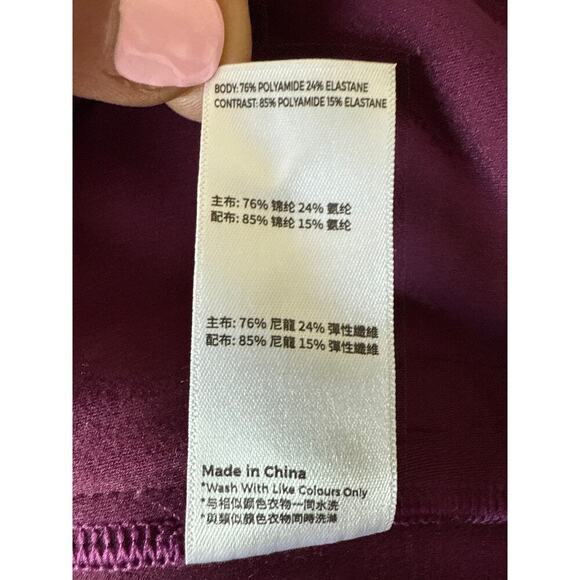 BODY: 76% POLYAMIDE 24% ELASTANE
CONTRAST: 85% POLYAMIDE 15% ELASTANE
主布: 76% 锦纶 24% 氨纶
配布: 85% 锦纶 15% 氨纶
主布: 76% 尼龍 24% 彈性纖維
配布: 85% 尼龍 15% 彈性纖維
Made in China
*Wash With Like Colours Only
*与相似颜色衣物一同水洗
*與類似顏色衣物同時洗滌